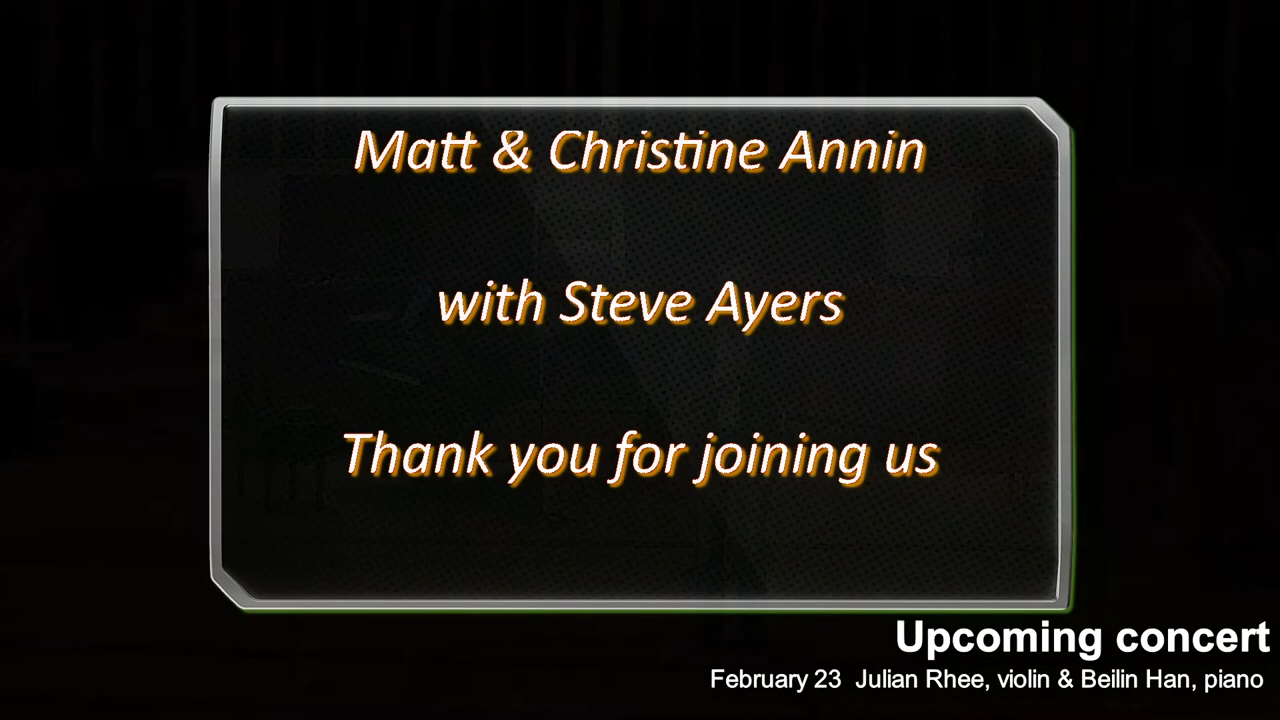 Matt & Christine Annin
with Steve Ayers
Thank you for joining us
Upcoming concert
February 23  Julian Rhee, violin & Beilin Han, piano